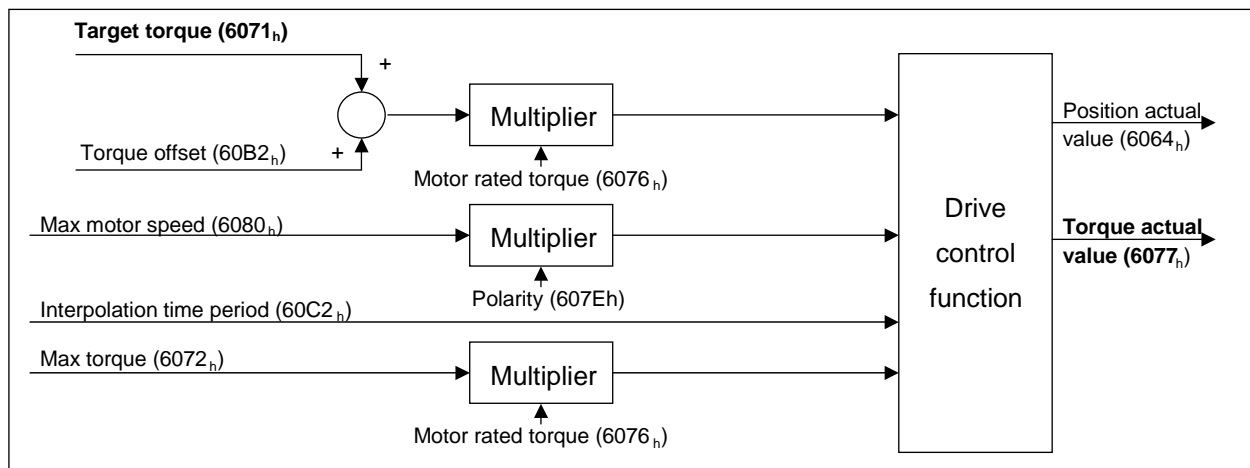 Target torque (6071h)
+
Multiplier
Position actual
value (6064h)
Torque offset (60B2h)
+
Motor rated torque (6076h)
Max motor speed (6080h)
Multiplier
Drive
control
function
Torque actual
value (6077h)
Polarity (607Eh)
Interpolation time period (60C2h)
Max torque (6072h)
Multiplier
Motor rated torque (6076h)